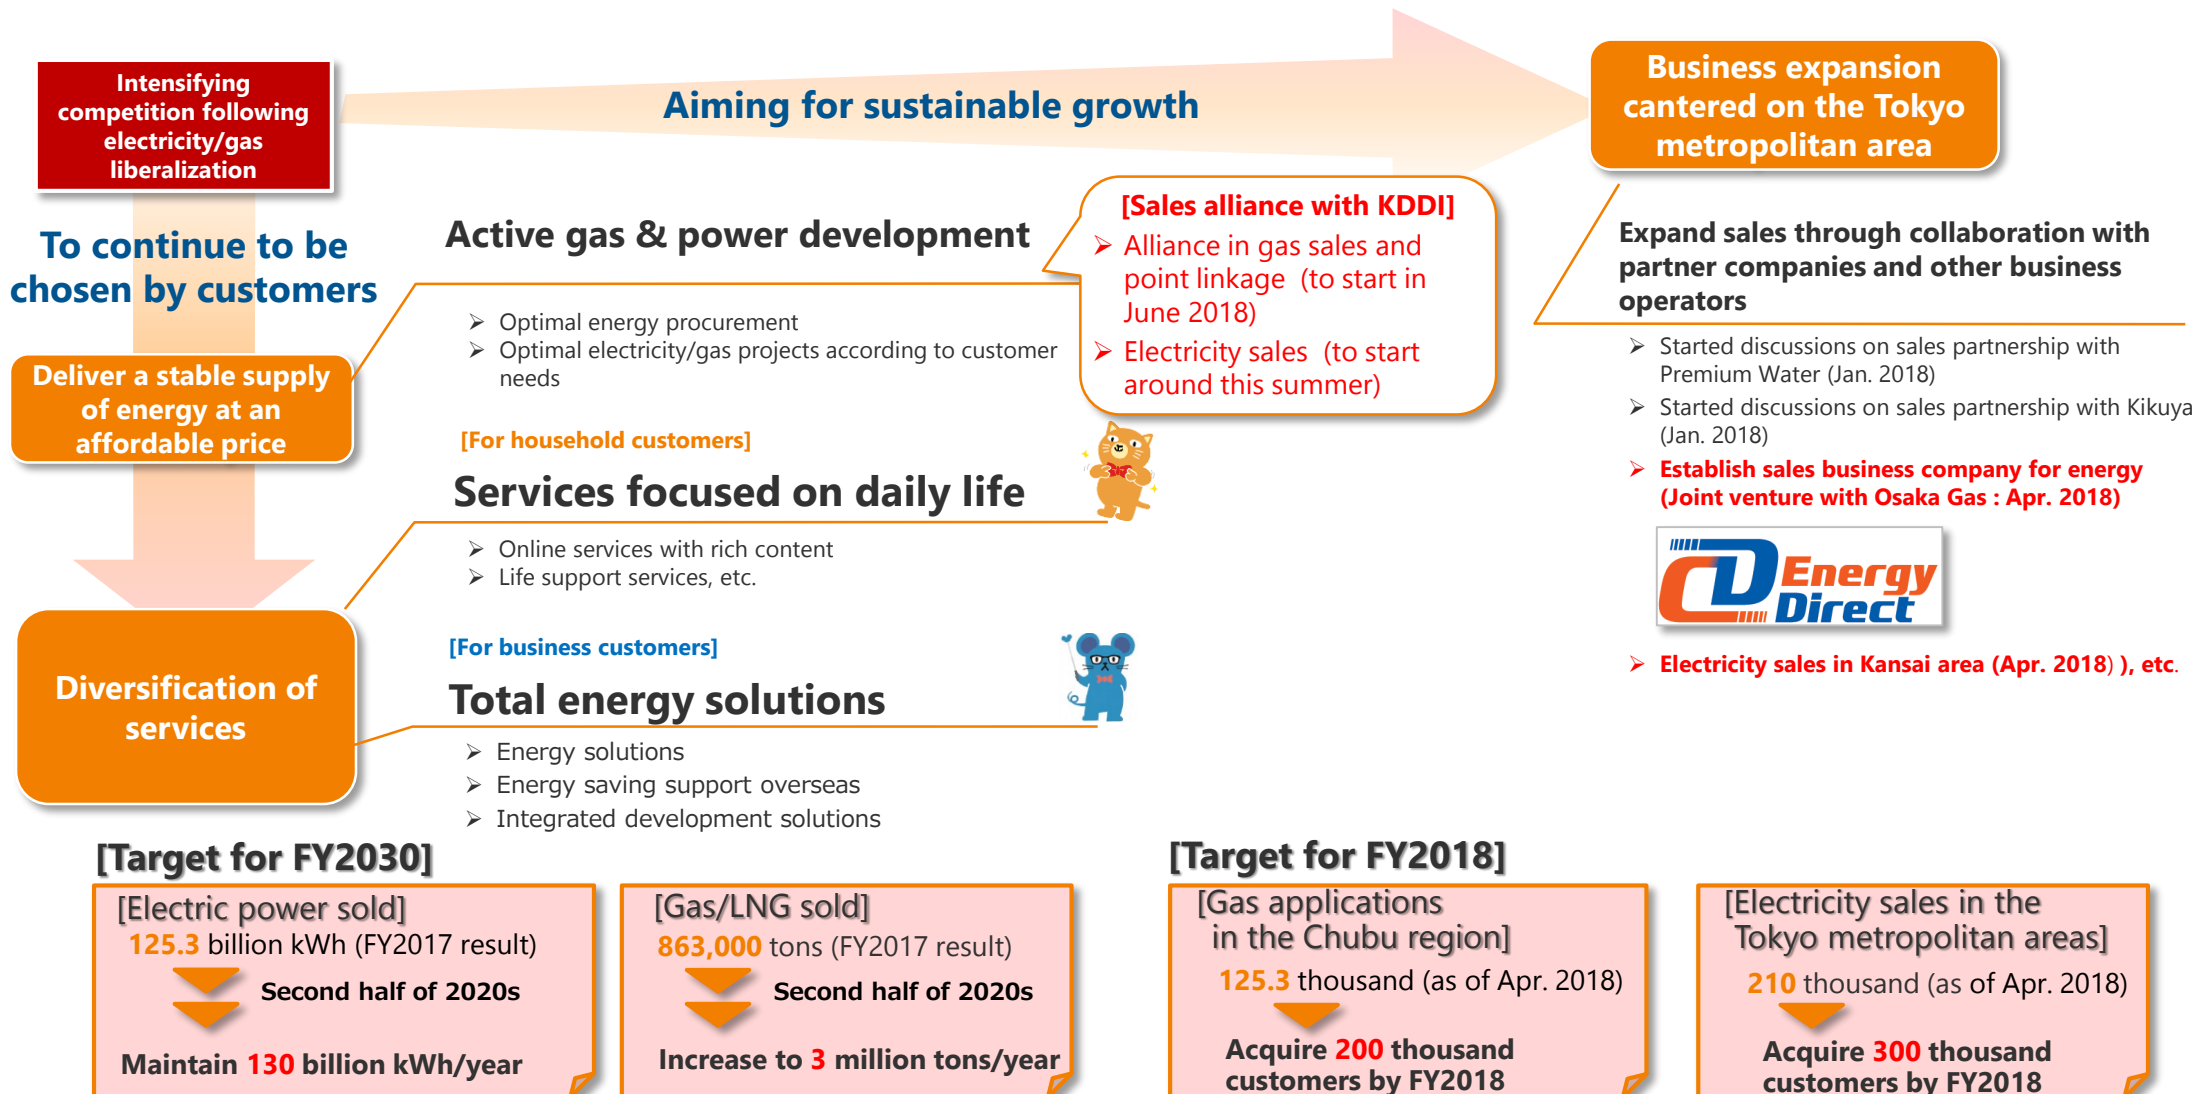 Intensifying
competition following
electricity/gas
liberalization
Aiming for sustainable growth
Business expansion
cantered on the Tokyo
metropolitan area
To continue to be
chosen by customers
Deliver a stable supply
of energy at an
affordable price
Diversification of
services
Active gas & power development
➢ Optimal energy procurement
➢ Optimal electricity/gas projects according to customer
needs
[Sales alliance with KDDI]
➢ Alliance in gas sales and
point linkage (to start in
June 2018)
➢ Electricity sales (to start
around this summer)
[For household customers]
Services focused on daily life
➢ Online services with rich content
➢ Life support services, etc.
[For business customers]
Total energy solutions
➢ Energy solutions
➢ Energy saving support overseas
➢ Integrated development solutions
Expand sales through collaboration with
partner companies and other business
operators
➢ Started discussions on sales partnership with
Premium Water (Jan. 2018)
➢ Started discussions on sales partnership with Kikuya
(Jan. 2018)
➢ Establish sales business company for energy
(Joint venture with Osaka Gas : Apr. 2018)
CD Energy
Direct
➢ Electricity sales in Kansai area (Apr. 2018) ), etc.
[Target for FY2030]
[Electric power sold]
125.3 billion kWh (FY2017 result)
Second half of 2020s
Maintain 130 billion kWh/year
[Gas/LNG sold]
863,000 tons (FY2017 result)
Second half of 2020s
Increase to 3 million tons/year
[Target for FY2018]
[Gas applications
in the Chubu region]
125.3 thousand (as of Apr. 2018)
Acquire 200 thousand
customers by FY2018
[Electricity sales in the
Tokyo metropolitan areas]
210 thousand (as of Apr. 2018)
Acquire 300 thousand
customers by FY2018